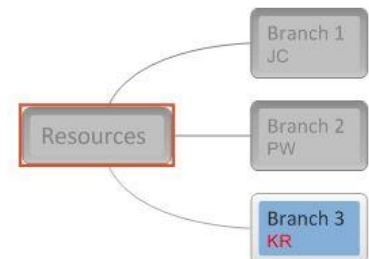 Resources
Branch 1
JC
Branch 2
PW
Branch 3
KR